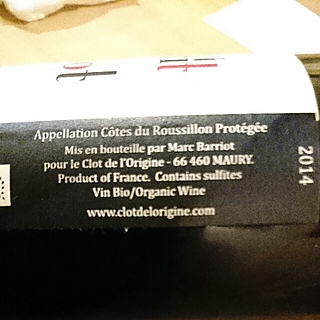 Appellation Côtes du Roussillon Protégée
Mis en bouteille par Marc Barriot
pour le Clot de l'Origine - 66 460 MAURY.
Product of France. Contains sulfites
Vin Bio/Organic Wine
www.clotdelorigine.com
2014